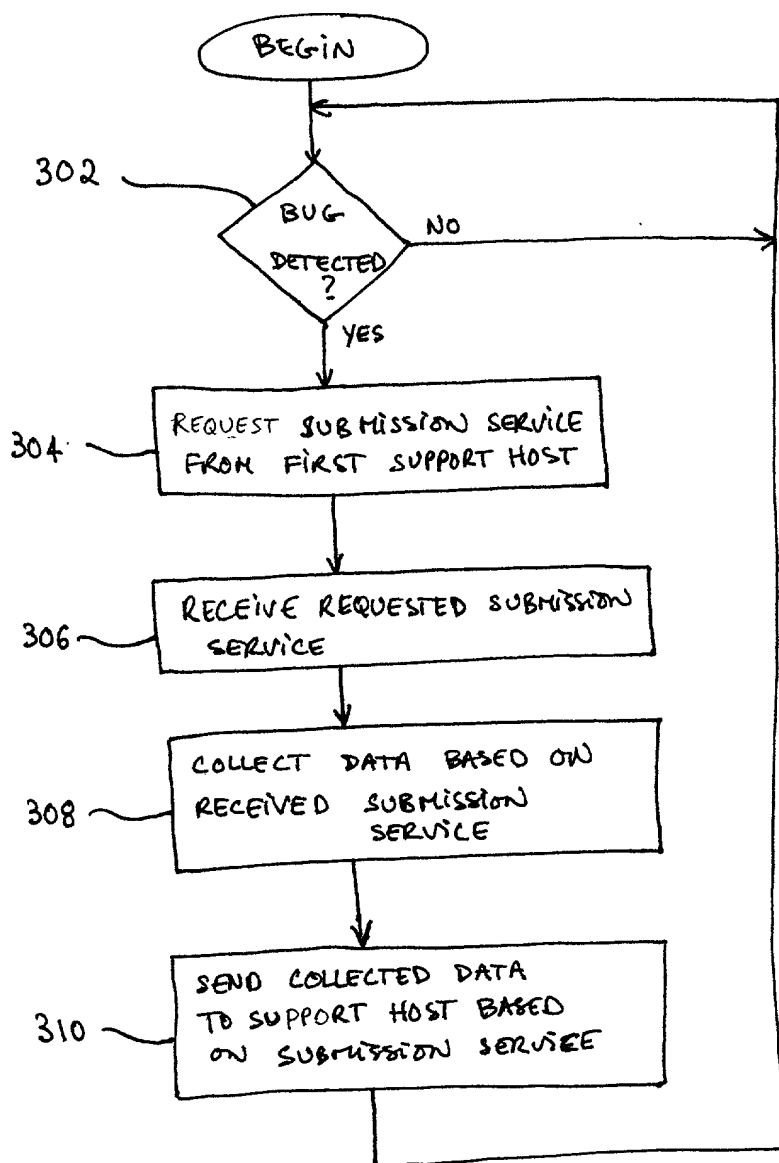 BEGIN
302
BUG
DETECTED
?
NO
YES
304
REQUEST SUBMISSION SERVICE
FROM FIRST SUPPORT HOST
306
RECEIVE REQUESTED SUBMISSION
SERVICE
308
COLLECT DATA BASED ON
RECEIVED SUBMISSION
SERVICE
310
SEND COLLECTED DATA
TO SUPPORT HOST BASED
ON SUBMISSION SERVICE